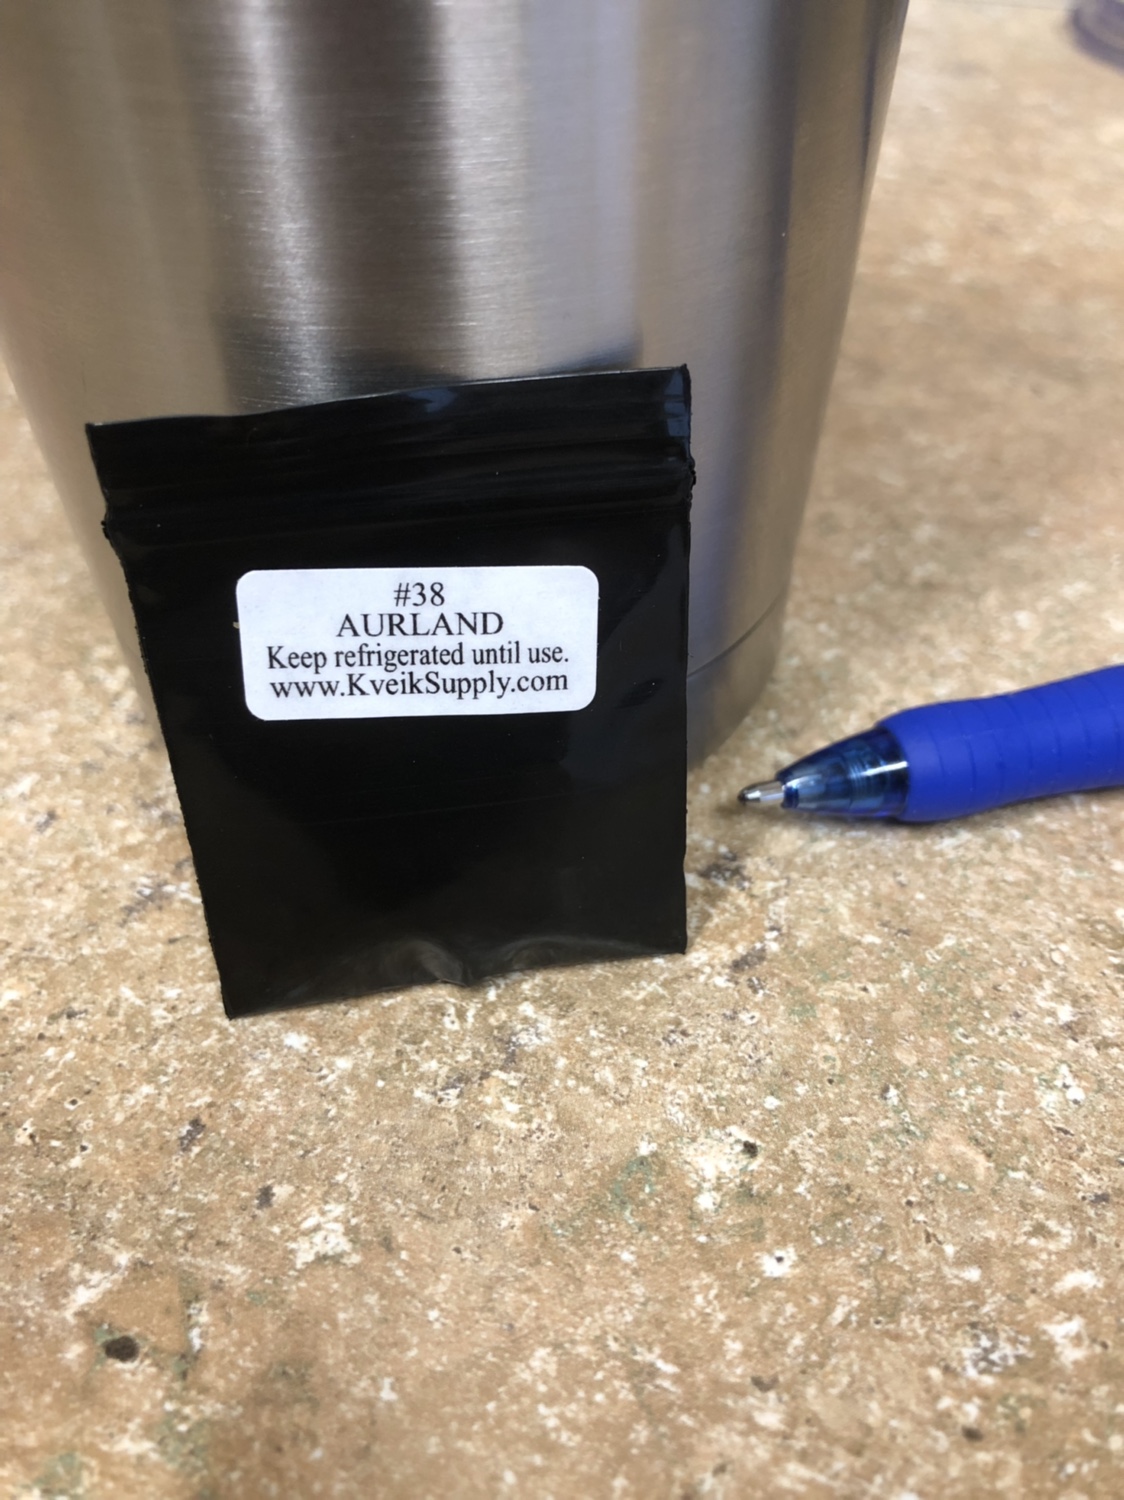 #38
AURLAND
Keep refrigerated until use.
www.KveikSupply.com